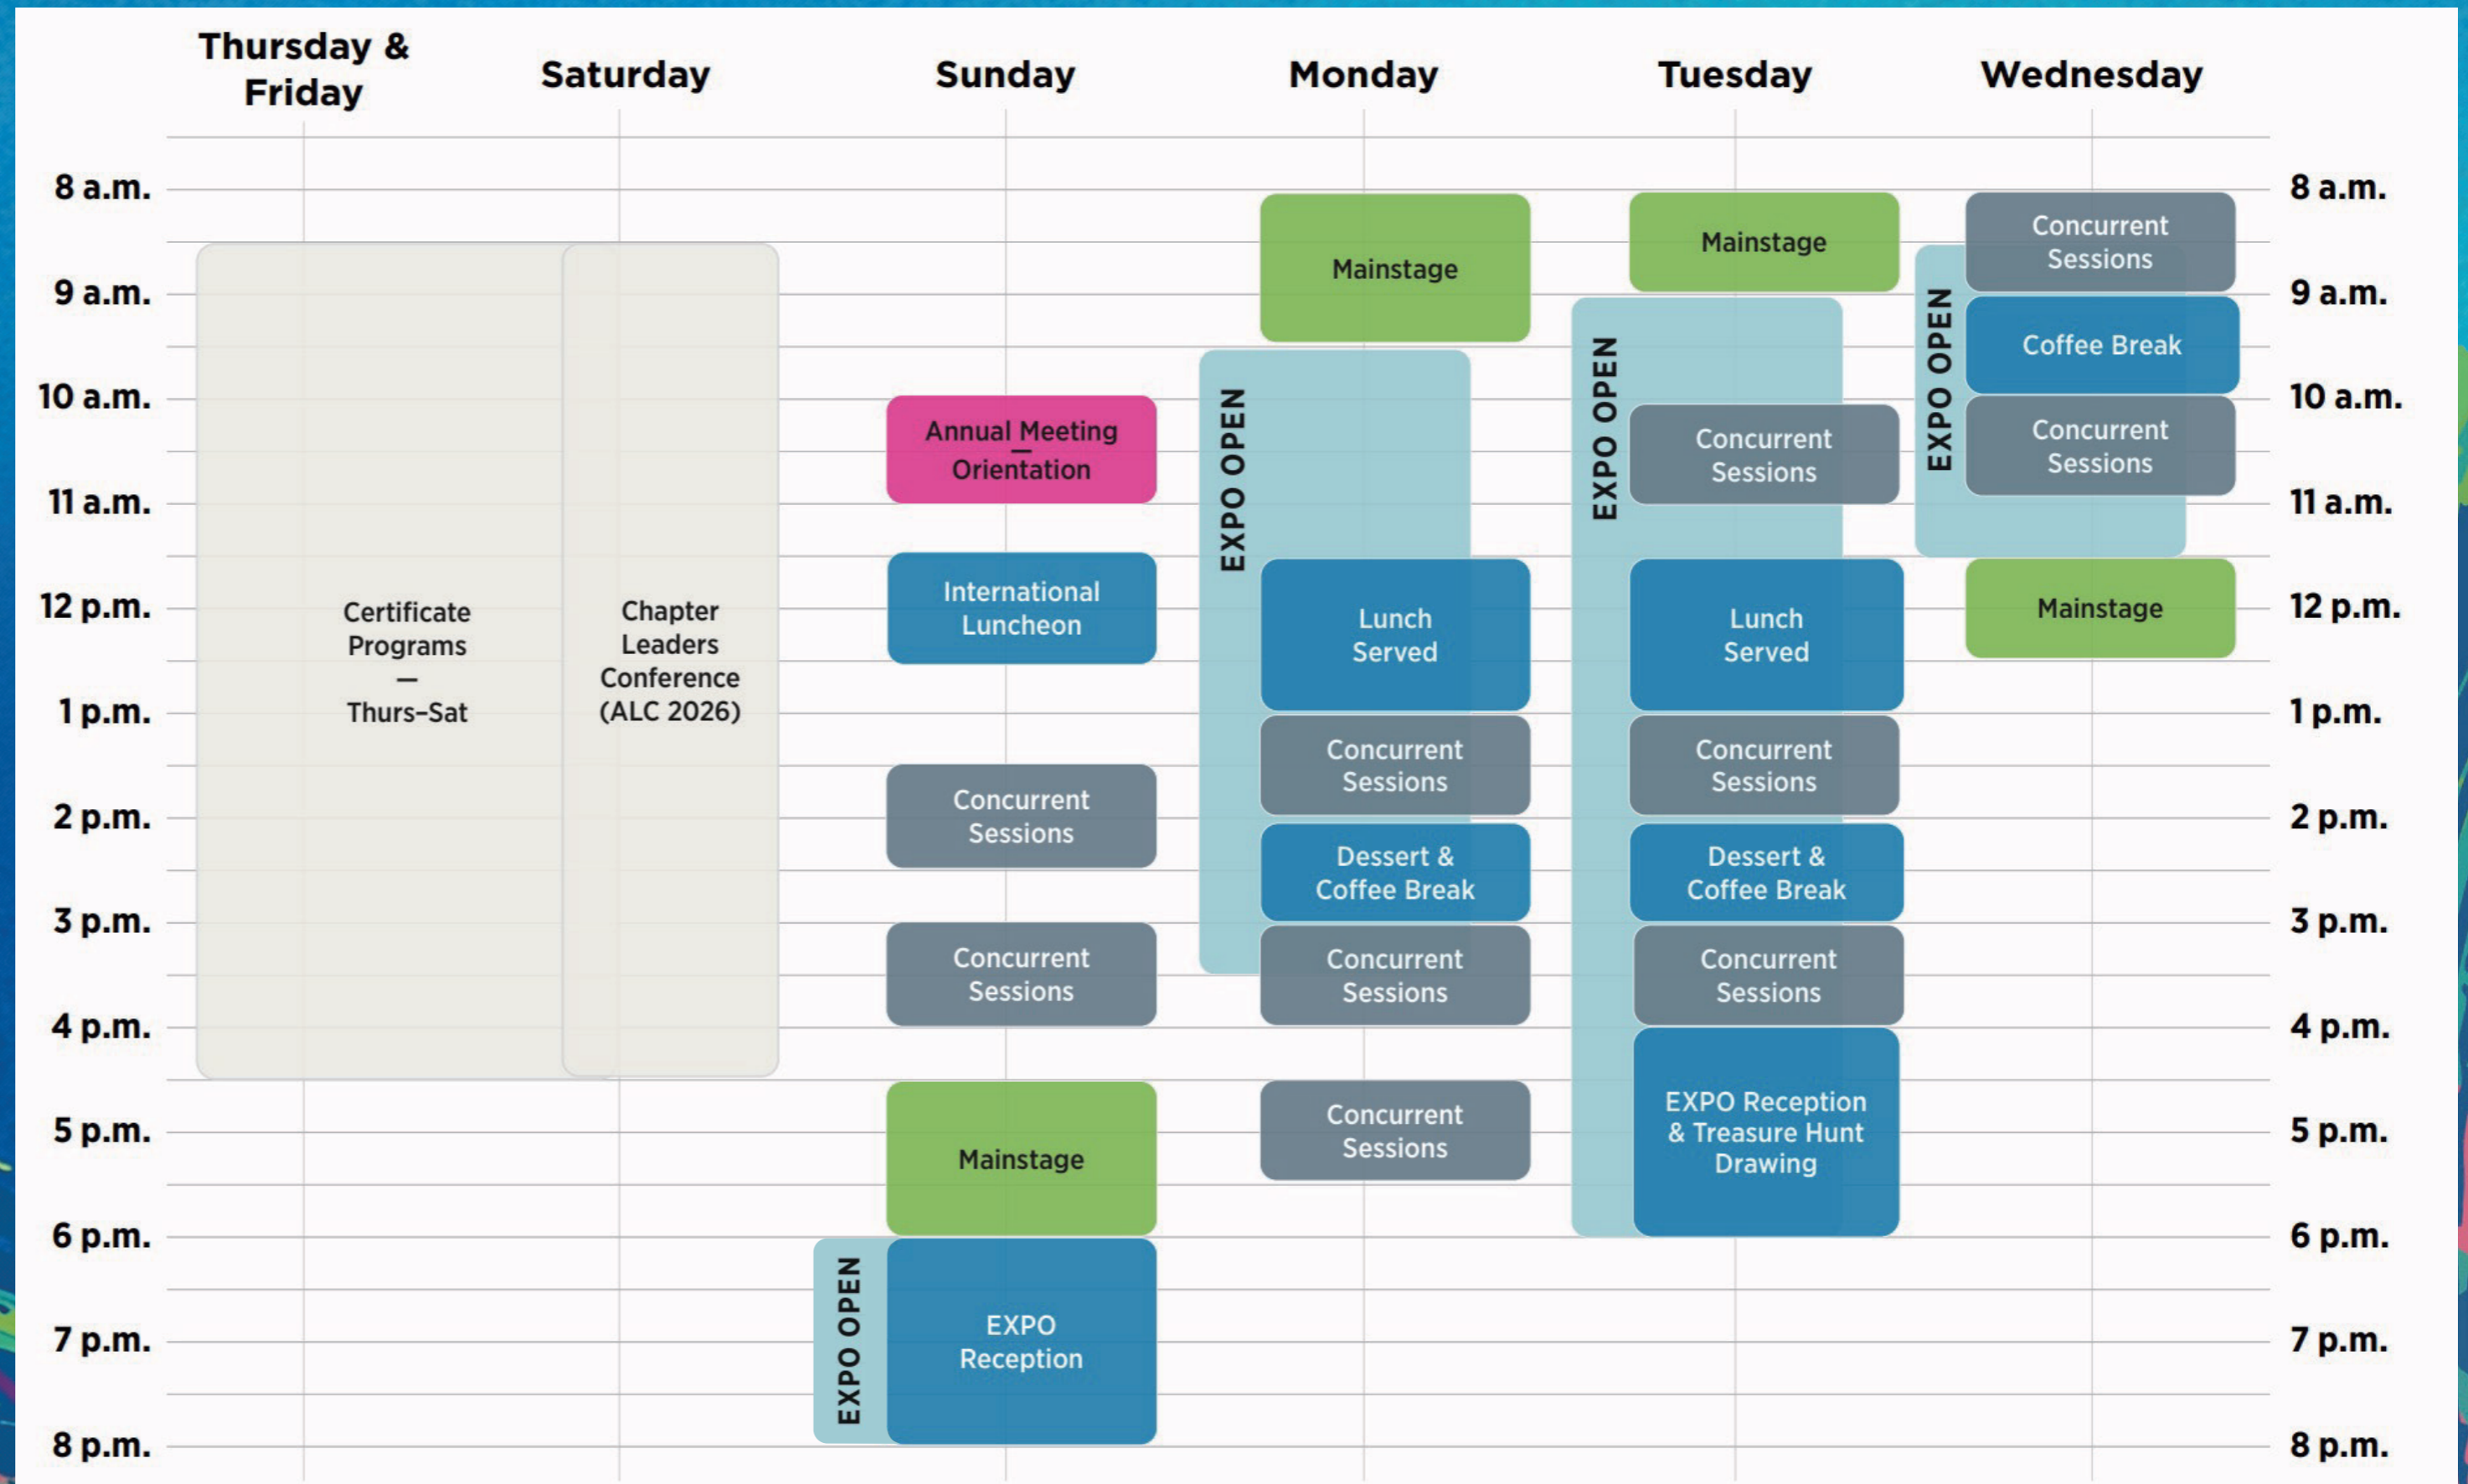 Thursday &
Friday
Saturday
Sunday
Monday
Tuesday
Wednesday
8 a.m.
9 a.m.
10 a.m.
11 a.m.
12 p.m.
1 p.m.
2 p.m.
3 p.m.
4 p.m.
5 p.m.
6 p.m.
7 p.m.
8 p.m.
Certificate
Programs
—
Thurs–Sat
Chapter
Leaders
Conference
(ALC 2026)
Annual Meeting
—
Orientation
International
Luncheon
Concurrent
Sessions
Concurrent
Sessions
Mainstage
EXPO OPEN
EXPO
Reception
Mainstage
EXPO OPEN
Lunch
Served
Concurrent
Sessions
Dessert &
Coffee Break
Concurrent
Sessions
Concurrent
Sessions
Mainstage
EXPO OPEN
Concurrent
Sessions
Lunch
Served
Concurrent
Sessions
Dessert &
Coffee Break
Concurrent
Sessions
EXPO Reception
& Treasure Hunt
Drawing
Concurrent
Sessions
EXPO OPEN
Coffee Break
Concurrent
Sessions
Mainstage
8 a.m.
9 a.m.
10 a.m.
11 a.m.
12 p.m.
1 p.m.
2 p.m.
3 p.m.
4 p.m.
5 p.m.
6 p.m.
7 p.m.
8 p.m.